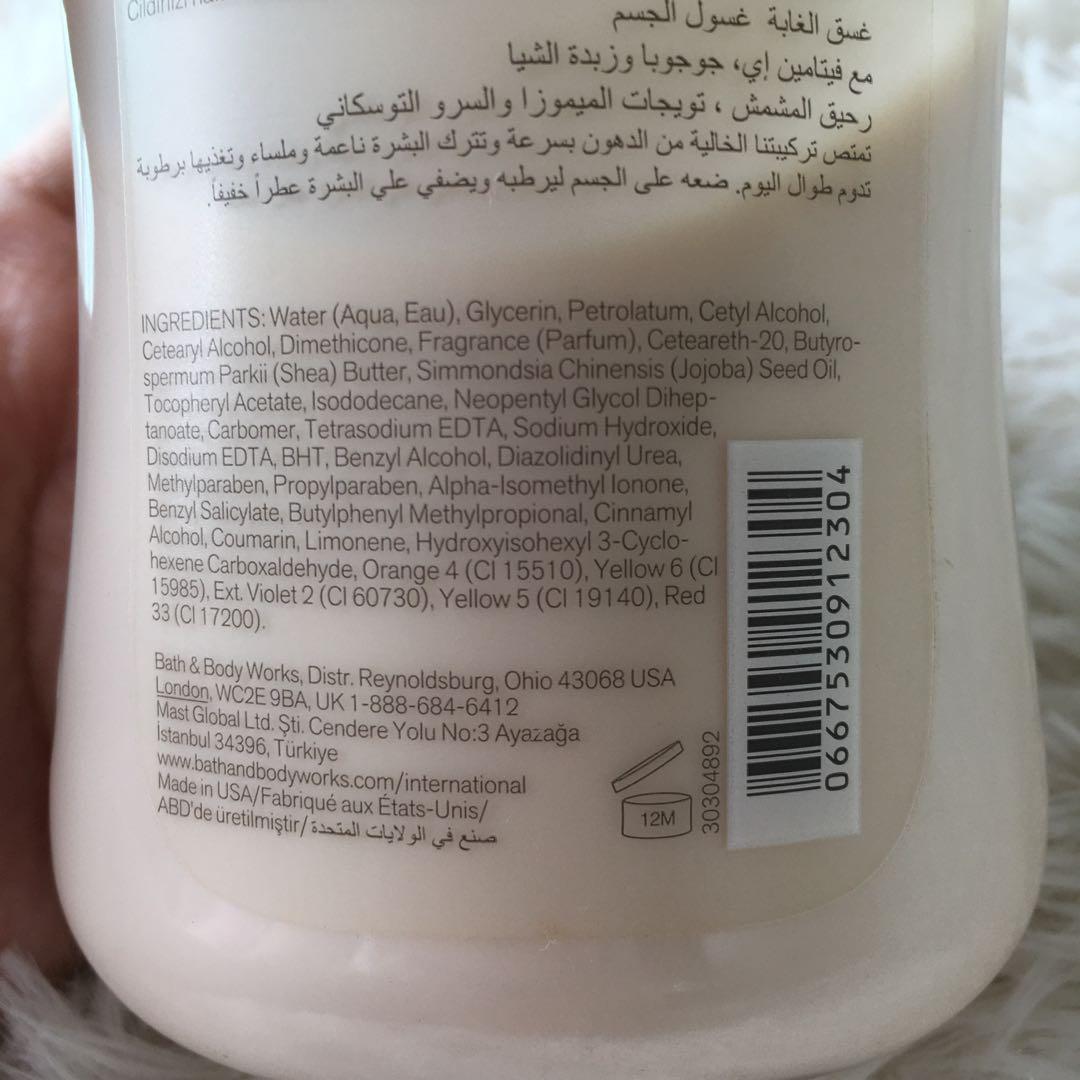 Cildinizi
غسق الغابة غسول الجسم
مع فيتامين إي، جوجوبا وزبدة الشيا
رحيق المشمش ، تويجات الميموزا والسرو التوسكاني
تمتص تركيبتنا الخالية من الدهون بسرعة وتترك البشرة ناعمة وملساء وتغذيها برطوبة
تدوم طوال اليوم. ضعه على الجسم ليرطبه ويضفي علي البشرة عطراً خفيفاً.
INGREDIENTS: Water (Aqua, Eau), Glycerin, Petrolatum, Cetyl Alcohol,
Cetearyl Alcohol, Dimethicone, Fragrance (Parfum), Ceteareth-20, Butyro-
spermum Parkii (Shea) Butter, Simmondsia Chinensis (Jojoba) Seed Oil,
Tocopheryl Acetate, Isododecane, Neopentyl Glycol Dihep-
tanoate, Carbomer, Tetrasodium EDTA, Sodium Hydroxide,
Disodium EDTA, BHT, Benzyl Alcohol, Diazolidinyl Urea,
Methylparaben, Propylparaben, Alpha-Isomethyl Ionone,
Benzyl Salicylate, Butylphenyl Methylpropional, Cinnamyl
Alcohol, Coumarin, Limonene, Hydroxyisohexyl 3-Cyclo-
hexene Carboxaldehyde, Orange 4 (CI 15510), Yellow 6 (CI
15985), Ext. Violet 2 (CI 60730), Yellow 5 (CI 19140), Red
33 (CI 17200).
Bath & Body Works, Distr. Reynoldsburg, Ohio 43068 USA
London, WC2E 9BA, UK 1-888-684-6412
Mast Global Ltd. Şti. Cendere Yolu No:3 Ayazağa
İstanbul 34396, Türkiye
www.bathandbodyworks.com/international
Made in USA/Fabriqué aux États-Unis/
ABD'de üretilmiştir/صنع في الولايات المتحدة
12M
30304892
0667530912304